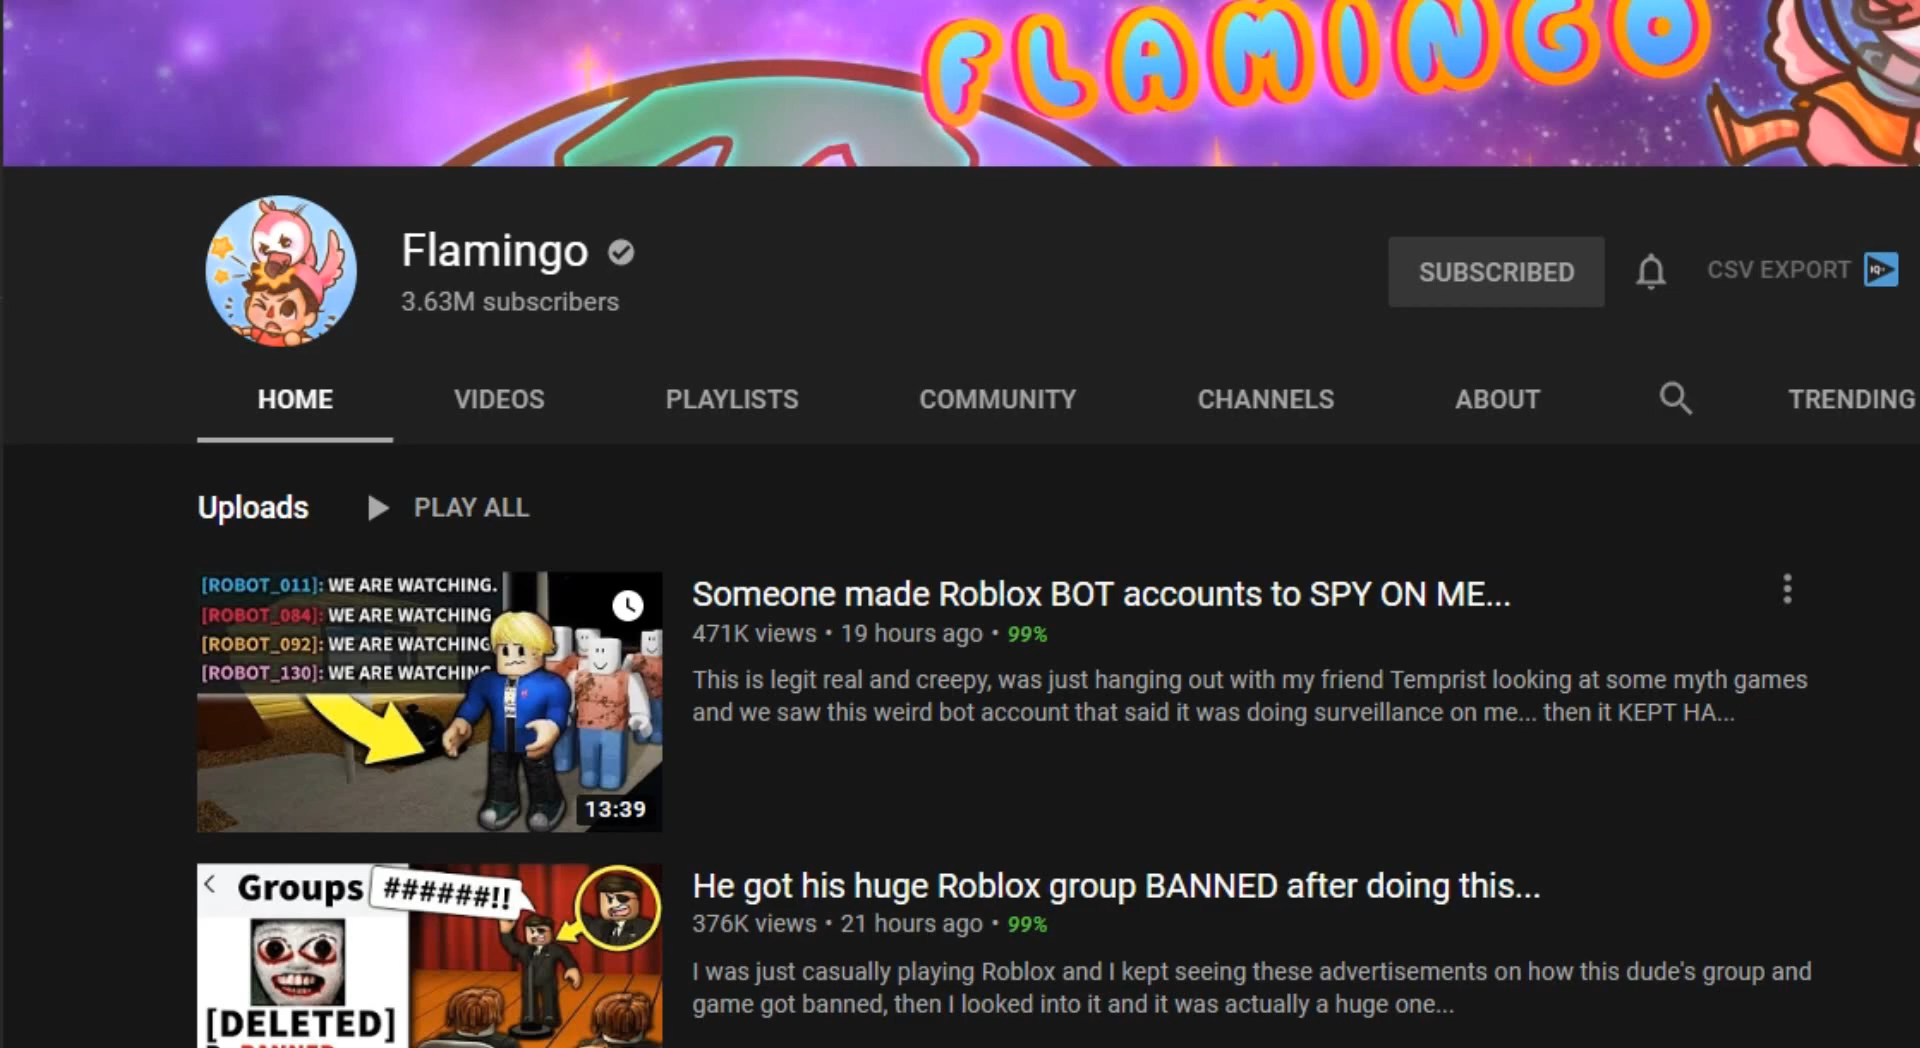 FLAMINGO
Flamingo
3.63M subscribers
SUBSCRIBED
CSV EXPORT IQ
HOME VIDEOS PLAYLISTS COMMUNITY CHANNELS ABOUT TRENDING
Uploads PLAY ALL
[ROBOT_011]: WE ARE WATCHING.
[ROBOT_084]: WE ARE WATCHING
[ROBOT_092]: WE ARE WATCHING
[ROBOT_130]: WE ARE WATCHING
13:39
Someone made Roblox BOT accounts to SPY ON ME...
471K views • 19 hours ago • 99%
This is legit real and creepy, was just hanging out with my friend Temprist looking at some myth games
and we saw this weird bot account that said it was doing surveillance on me... then it KEPT HA...
Groups ######!!
[DELETED]
BANNED
He got his huge Roblox group BANNED after doing this...
376K views • 21 hours ago • 99%
I was just casually playing Roblox and I kept seeing these advertisements on how this dude's group and
game got banned, then I looked into it and it was actually a huge one...